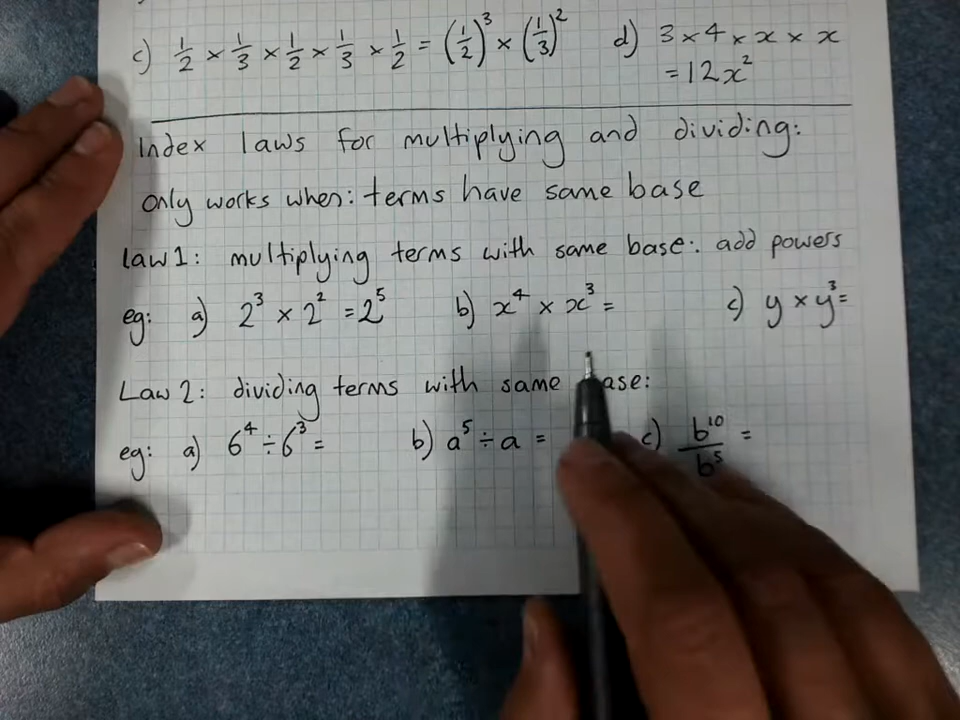 c) 1/2 × 1/3 × 1/2 × 1/3 × 1/2 = (1/2)³ × (1/3)² d) 3 × 4 × x × x
= 12x²
Index laws for multiplying and dividing:
only works when: terms have same base
Law 1: multiplying terms with same base: add powers
eg: a) 2³ × 2² = 2⁵ b) x⁴ × x³ = c) y × y³ =
Law 2: dividing terms with same ase:
eg: a) 6⁴ ÷ 6³ = b) a⁵ ÷ a = c) b¹⁰/b⁵ =